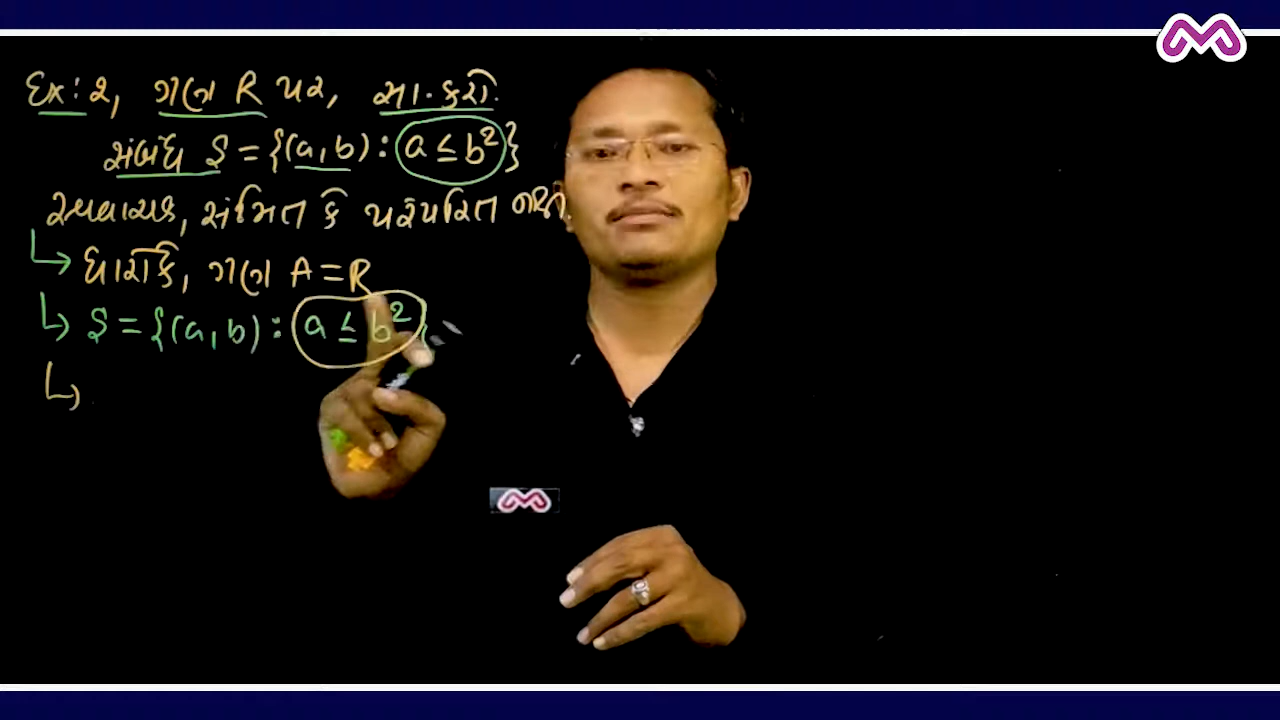 Ex: 2, ગણ R પર, સા.કરો.
સંબંધ S = {(a, b) : a ≤ b²}
સ્વવાચક, સંમિત કે પરંપરિત નથી.
ધારોકે, ગણ A = R
S = {(a, b) : a ≤ b²}